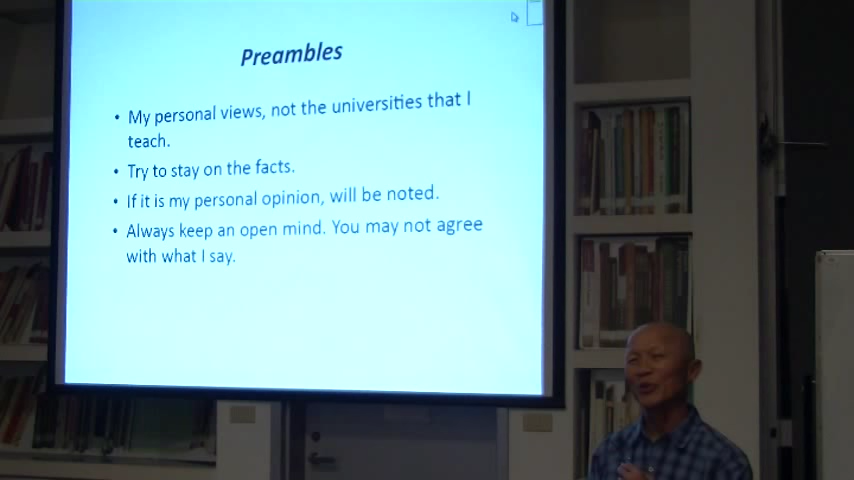 Preambles
• My personal views, not the universities that I
teach.
• Try to stay on the facts.
• If it is my personal opinion, will be noted.
• Always keep an open mind. You may not agree
with what I say.